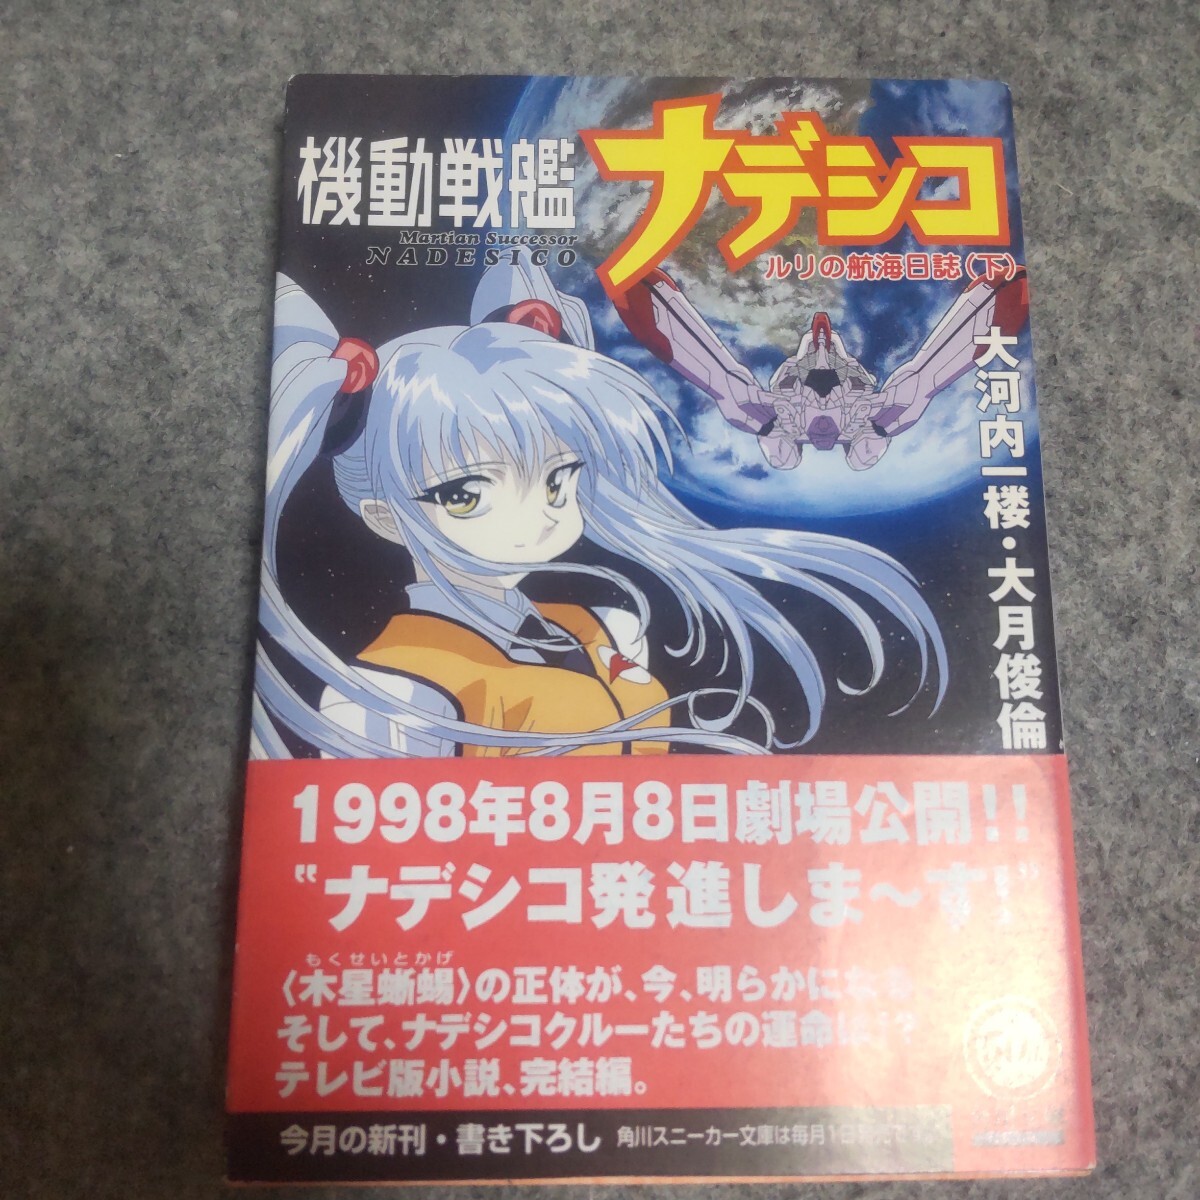 機動戦艦
ナデシコ
Martian Successor
NADESICO
ルリの航海日誌(下)
大河内一楼・大月俊倫
1998年8月8日劇場公開!!
“ナデシコ発進しま〜す!”
もくせいとかげ
〈木星蜥蜴〉の正体が、今、明らかになる
そして、ナデシコクルーたちの運命は!?
テレビ版小説、完結編。
今月の新刊・書き下ろし
角川スニーカー文庫は毎月1日発売です。